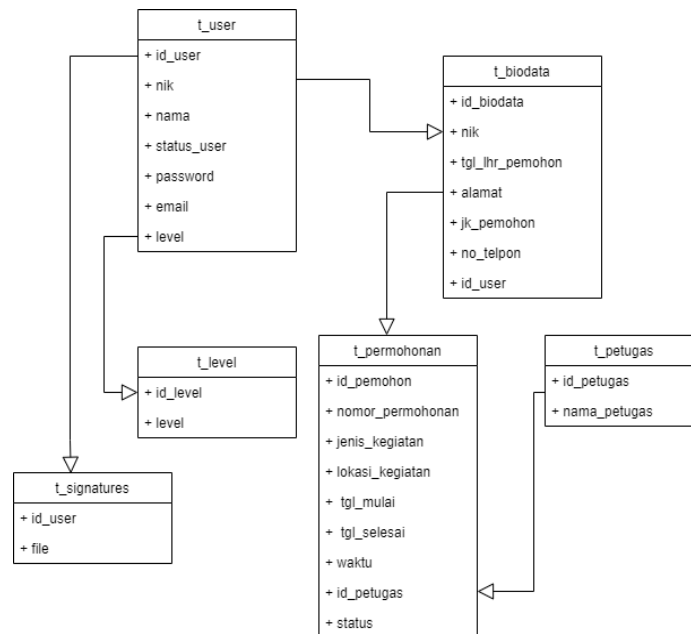 t_user
+ id_user
+ nik
+ nama
+ status_user
+ password
+ email
+ level
t_biodata
+ id_biodata
+ nik
+ tgl_lhr_pemohon
+ alamat
+ jk_pemohon
+ no_telpon
+ id_user
t_level
+ id_level
+ level
t_permohonan
+ id_pemohon
+ nomor_permohonan
+ jenis_kegiatan
+ lokasi_kegiatan
+ tgl_mulai
+ tgl_selesai
+ waktu
+ id_petugas
+ status
t_petugas
+ id_petugas
+ nama_petugas
t_signatures
+ id_user
+ file